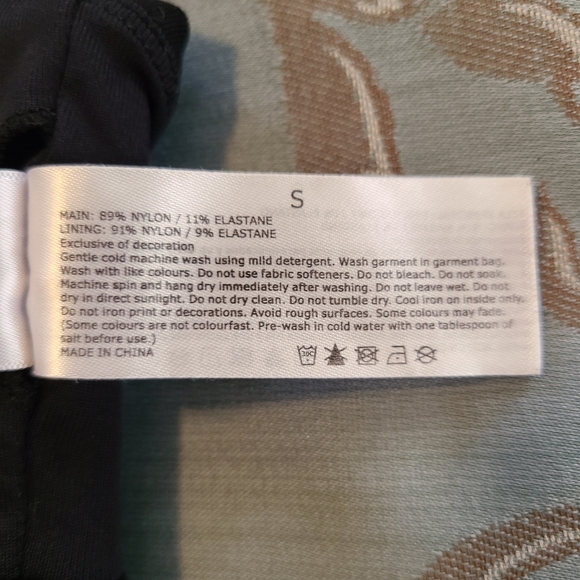 S
MAIN: 89% NYLON / 11% ELASTANE
LINING: 91% NYLON / 9% ELASTANE
Exclusive of decoration
Gentle cold machine wash using mild detergent. Wash garment in garment bag.
Wash with like colours. Do not use fabric softeners. Do not bleach. Do not soak.
Machine spin and hang dry immediately after washing. Do not leave wet. Do not
dry in direct sunlight. Do not dry clean. Do not tumble dry. Cool iron on inside only.
Do not iron print or decorations. Avoid rough surfaces. Some colours may fade.
(Some colours are not colourfast. Pre-wash in cold water with one tablespoon of
salt before use.)
MADE IN CHINA
30C